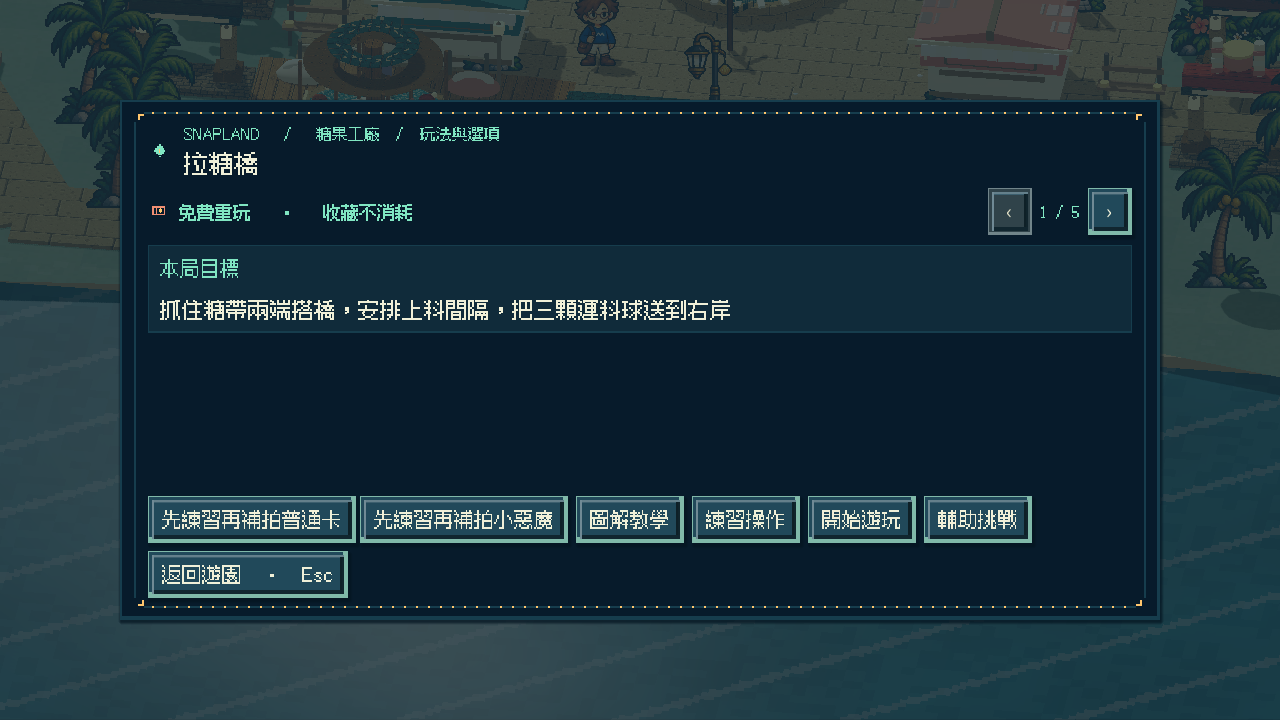 SNAPLAND / 糖果工廠 / 玩法與選項
拉糖橋
免費重玩 · 收藏不消耗
‹ 1 / 5 ›
本局目標
抓住糖帶兩端搭橋，安排上料間隔，把三顆運料球送到右岸
先練習再補拍普通卡 先練習再補拍小惡魔 圖解教學 練習操作 開始遊玩 輔助挑戰
返回遊園 · Esc